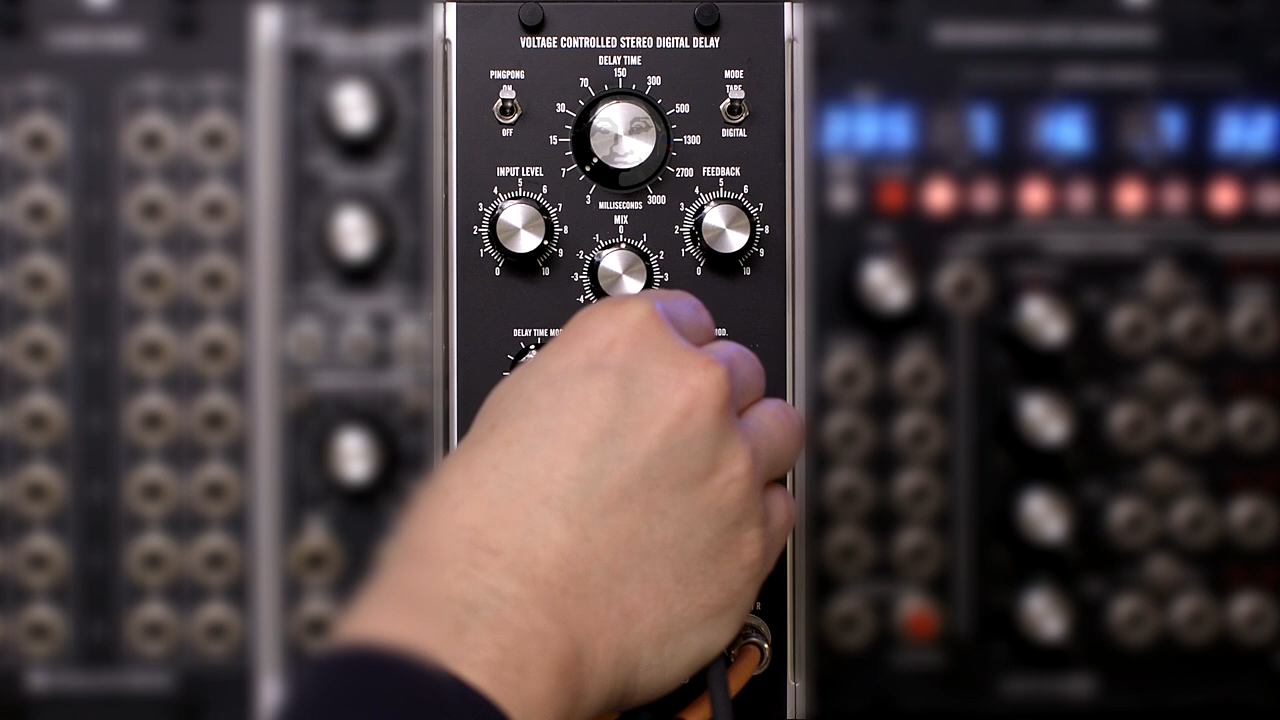 VOLTAGE CONTROLLED STEREO DIGITAL DELAY
DELAY TIME
3 7 15 30 70 150 300 500 1300 2700 3000
MILLISECONDS
PINGPONG
ON
OFF
MODE
TAPE
DIGITAL
INPUT LEVEL
0 1 2 3 4 5 6 7 8 9 10
FEEDBACK
0 1 2 3 4 5 6 7 8 9 10
MIX
-4 -3 -2 -1 0 1 2 3
DELAY TIME MO
OD.
R